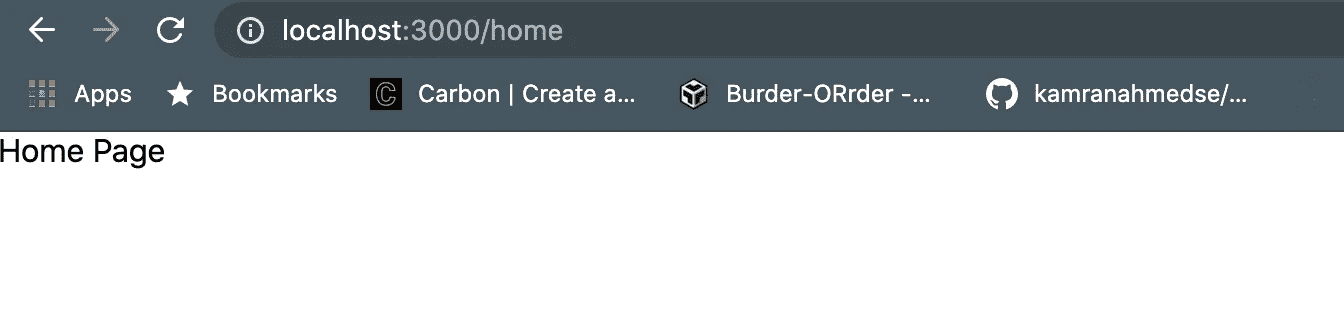 localhost:3000/home
Apps Bookmarks Carbon | Create a... Burder-ORrder -... kamranahmedse/...
Home Page